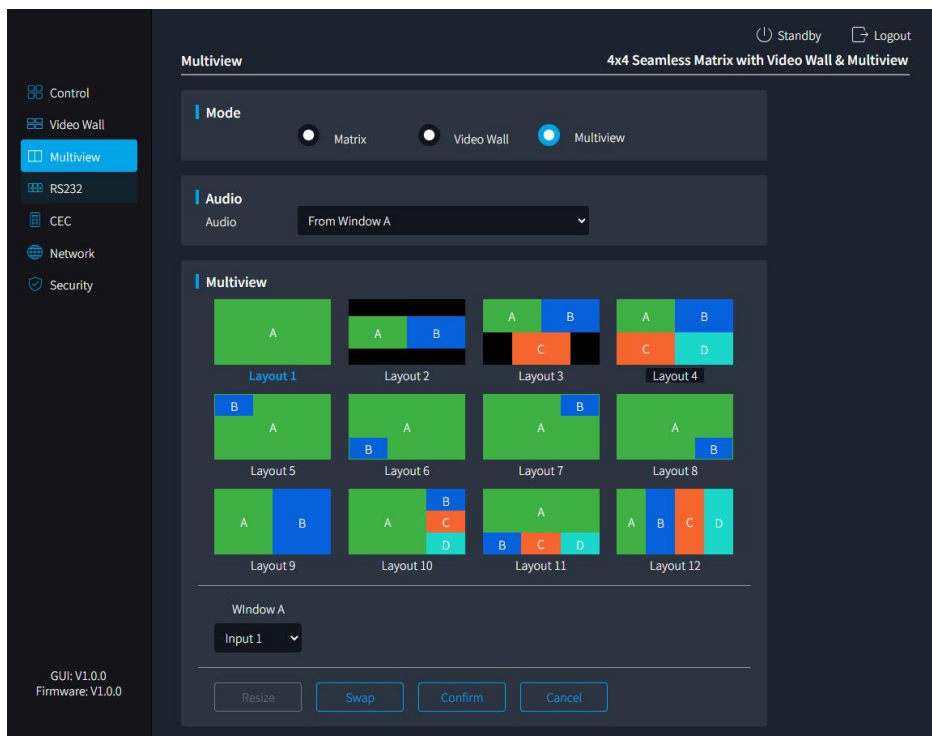 Standby
Logout
Multiview
4x4 Seamless Matrix with Video Wall & Multiview
Control
Video Wall
Multiview
RS232
CEC
Network
Security
GUI: V1.0.0
Firmware: V1.0.0
Mode
Matrix
Video Wall
Multiview
Audio
Audio
From Window A
Multiview
A
Layout 1
A B
Layout 2
A B
C
Layout 3
A B
C D
Layout 4
B
A
Layout 5
A
B
Layout 6
B
A
Layout 7
A
B
Layout 8
A B
Layout 9
B
A C
D
Layout 10
A
B C D
Layout 11
A B C D
Layout 12
WIndow A
Input 1
Resize
Swap
Confirm
Cancel